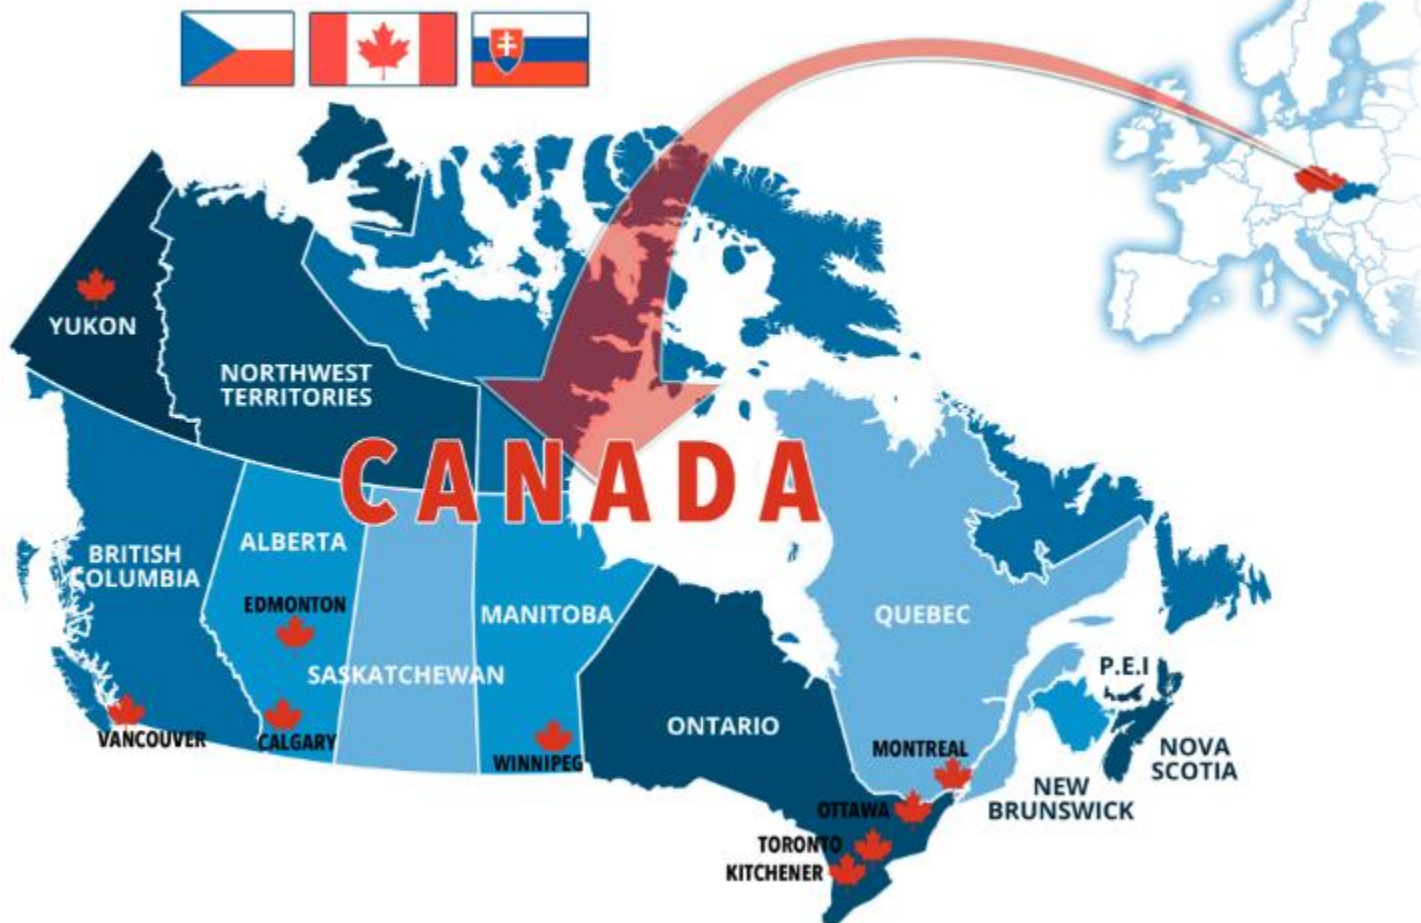 YUKON
NORTHWEST
TERRITORIES
CANADA
BRITISH
COLUMBIA
ALBERTA
EDMONTON
SASKATCHEWAN
MANITOBA
QUEBEC
P.E.I
ONTARIO
VANCOUVER
CALGARY
WINNIPEG
MONTREAL
NOVA
SCOTIA
NEW
BRUNSWICK
OTTAWA
TORONTO
KITCHENER